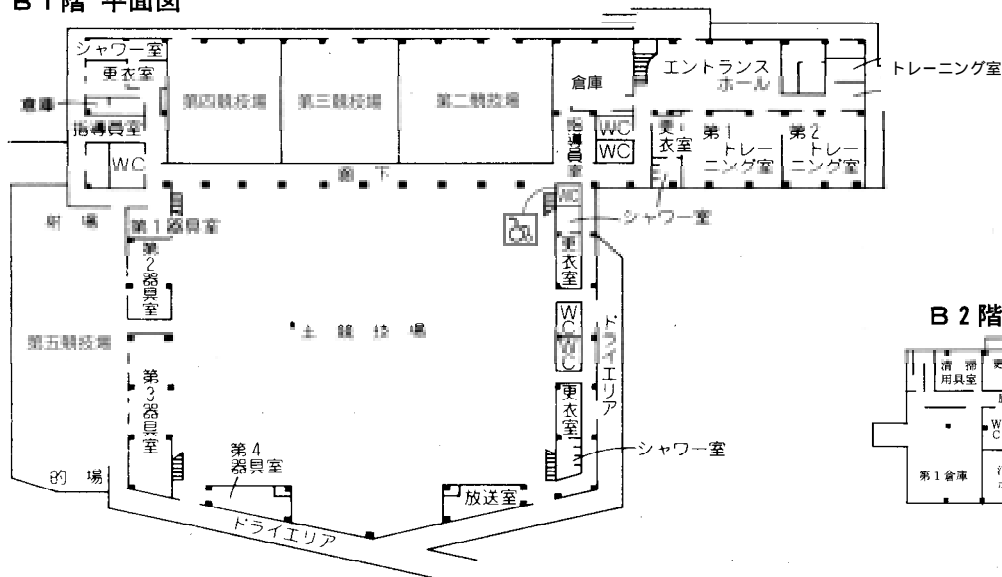 B1階 平面図
シャワー室
更衣室
倉庫
指導員室
WC
第四競技場
第三競技場
第二競技場
倉庫
指導員室
WC
WC
エントランス
ホール
トレーニング室
更衣室
第1
トレーニング室
第2
トレーニング室
廊下
WC
シャワー室
射場
第1器具室
第2器具室
更衣室
主競技場
WC
WC
ドライエリア
第五競技場
第3器具室
更衣室
シャワー室
的場
第4
器具室
放送室
ドライエリア
B2階
清掃
用具室
WC
第1倉庫